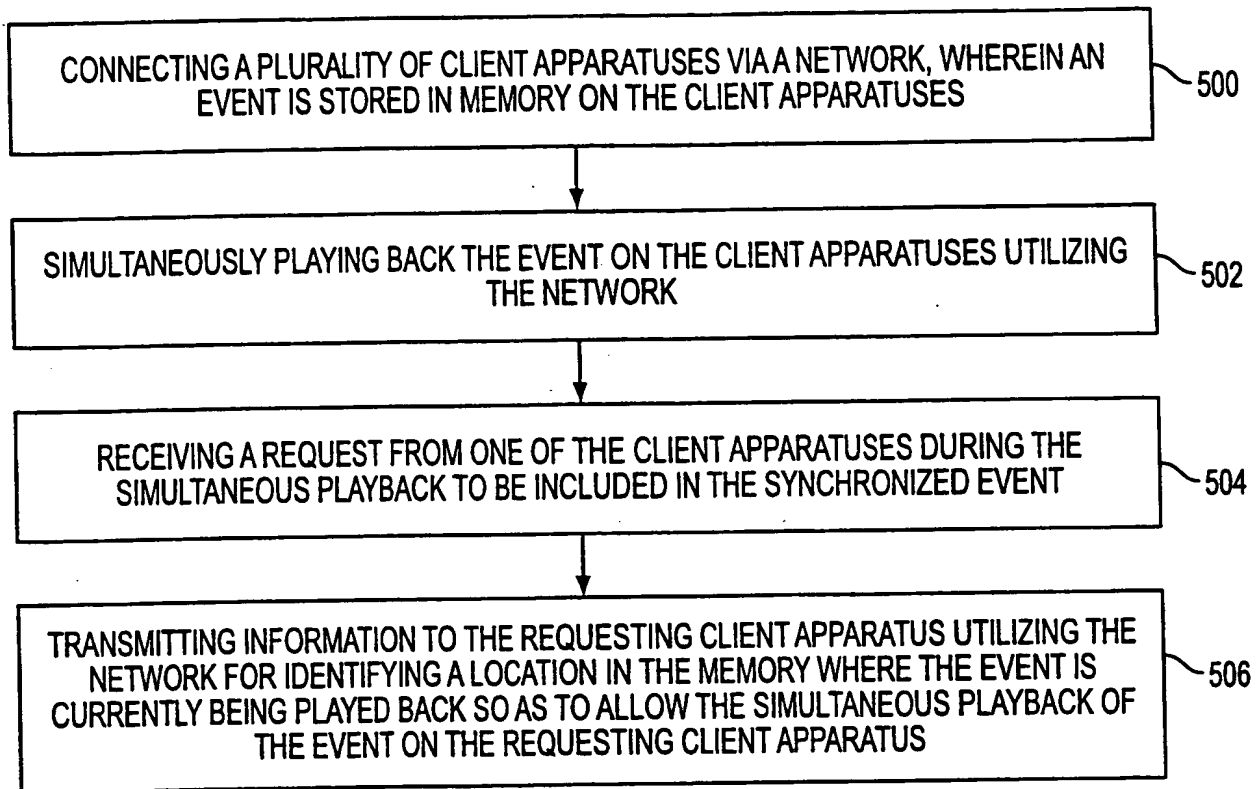 CONNECTING A PLURALITY OF CLIENT APPARATUSES VIA A NETWORK, WHEREIN AN
EVENT IS STORED IN MEMORY ON THE CLIENT APPARATUSES
500
SIMULTANEOUSLY PLAYING BACK THE EVENT ON THE CLIENT APPARATUSES UTILIZING
THE NETWORK
502
RECEIVING A REQUEST FROM ONE OF THE CLIENT APPARATUSES DURING THE
SIMULTANEOUS PLAYBACK TO BE INCLUDED IN THE SYNCHRONIZED EVENT
504
TRANSMITTING INFORMATION TO THE REQUESTING CLIENT APPARATUS UTILIZING THE
NETWORK FOR IDENTIFYING A LOCATION IN THE MEMORY WHERE THE EVENT IS
CURRENTLY BEING PLAYED BACK SO AS TO ALLOW THE SIMULTANEOUS PLAYBACK OF
THE EVENT ON THE REQUESTING CLIENT APPARATUS
506